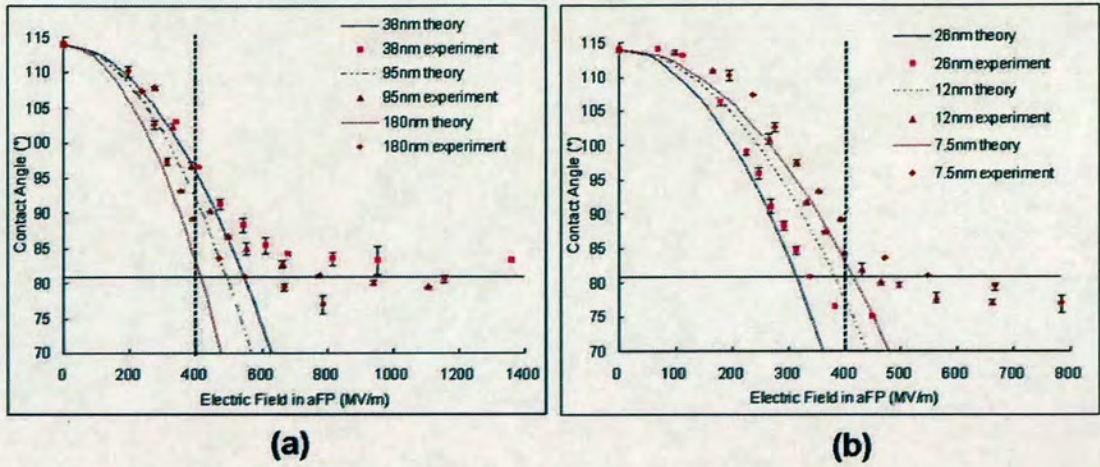 38nm theory
38nm experiment
95nm theory
95nm experiment
180nm theory
180nm experiment
Contact Angle (°)
115
110
105
100
95
90
85
80
75
70
0 200 400 600 800 1000 1200 1400
Electric Field in aFP (MV/m)
(a)
26nm theory
26nm experiment
12nm theory
12nm experiment
7.5nm theory
7.5nm experiment
Contact Angle (°)
115
110
105
100
95
90
85
80
75
70
0 100 200 300 400 500 600 700 800
Electric Field in aFP (MV/m)
(b)